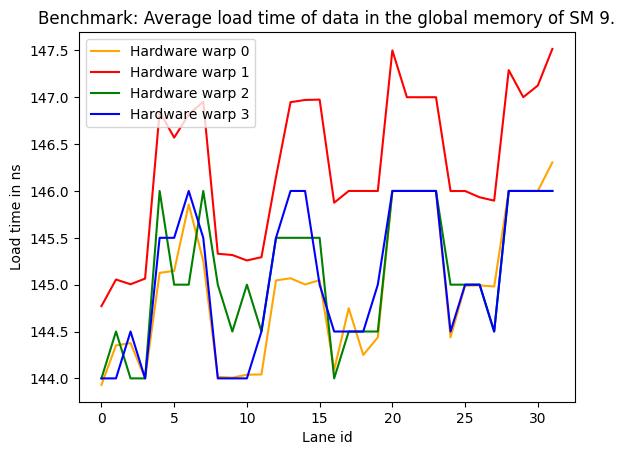 Benchmark: Average load time of data in the global memory of SM 9.
Hardware warp 0
Hardware warp 1
Hardware warp 2
Hardware warp 3
Load time in ns
147.5
147.0
146.5
146.0
145.5
145.0
144.5
144.0
0 5 10 15 20 25 30
Lane id